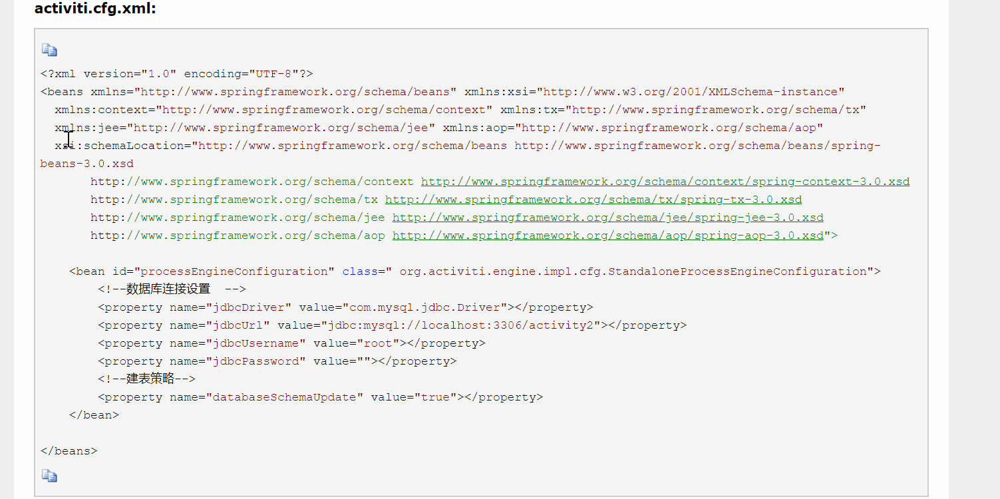 activiti.cfg.xml:
<?xml version="1.0" encoding="UTF-8"?>
<beans xmlns="http://www.springframework.org/schema/beans" xmlns:xsi="http://www.w3.org/2001/XMLSchema-instance"
xmlns:context="http://www.springframework.org/schema/context" xmlns:tx="http://www.springframework.org/schema/tx"
xmlns:jee="http://www.springframework.org/schema/jee" xmlns:aop="http://www.springframework.org/schema/aop"
xsi:schemaLocation="http://www.springframework.org/schema/beans http://www.springframework.org/schema/beans/spring-
beans-3.0.xsd
http://www.springframework.org/schema/context http://www.springframework.org/schema/context/spring-context-3.0.xsd
http://www.springframework.org/schema/tx http://www.springframework.org/schema/tx/spring-tx-3.0.xsd
http://www.springframework.org/schema/jee http://www.springframework.org/schema/jee/spring-jee-3.0.xsd
http://www.springframework.org/schema/aop http://www.springframework.org/schema/aop/spring-aop-3.0.xsd">
<bean id="processEngineConfiguration" class=" org.activiti.engine.impl.cfg.StandaloneProcessEngineConfiguration">
<!--数据库连接设置  -->
<property name="jdbcDriver" value="com.mysql.jdbc.Driver"></property>
<property name="jdbcUrl" value="jdbc:mysql://localhost:3306/activity2"></property>
<property name="jdbcUsername" value="root"></property>
<property name="jdbcPassword" value=""></property>
<!--建表策略-->
<property name="databaseSchemaUpdate" value="true"></property>
</bean>
</beans>